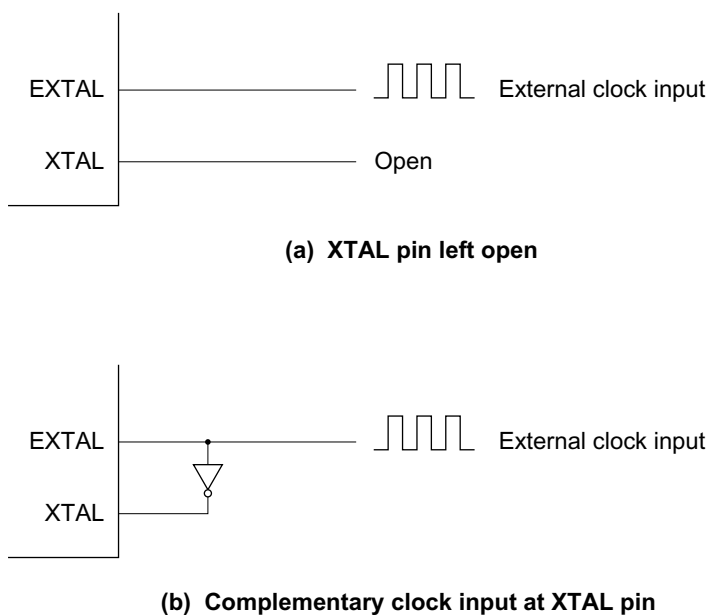 EXTAL External clock input
XTAL Open
(a) XTAL pin left open
EXTAL External clock input
XTAL
(b) Complementary clock input at XTAL pin